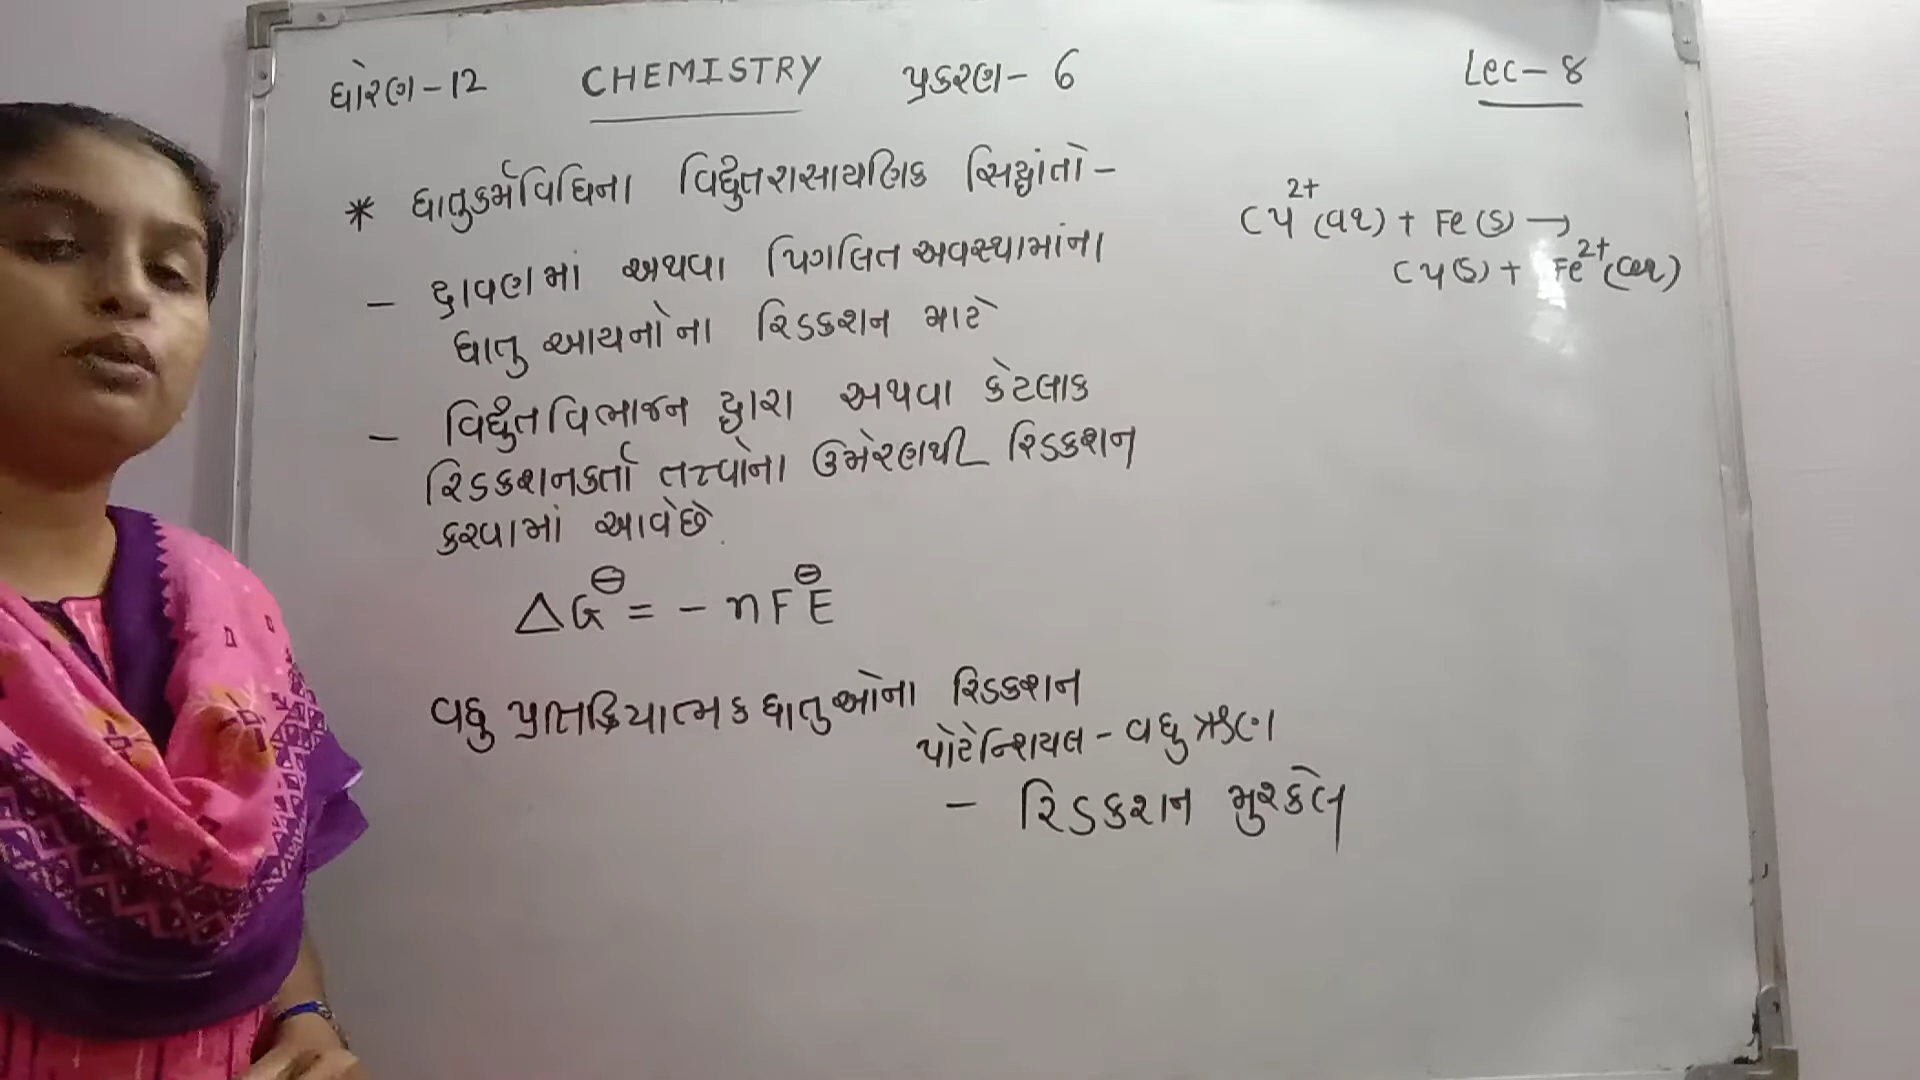 ધોરણ-12 CHEMISTRY પ્રકરણ-6 Lec-8
* ધાતુકર્મવિધિના વિદ્યુતરાસાયણિક સિદ્ધાંતો-
- દ્રાવણમાં અથવા પિગલિત અવસ્થામાંના
ધાતુ આયનોના રિડક્શન માટે
- વિદ્યુતવિભાજન દ્વારા અથવા કેટલાક
રિડક્શનકર્તા તત્ત્વોના ઉમેરણથી રિડક્શન
કરવામાં આવેછે.
ΔG⊖ = - nFE⊖
વધુ પ્રતિક્રિયાત્મક ધાતુઓના રિડક્શન
પોટેન્શિયલ - વધુ ઋણ
- રિડક્શન મુશ્કેલ
Cu2+(aq) + Fe(s) →
Cu(s) + Fe2+(aq)